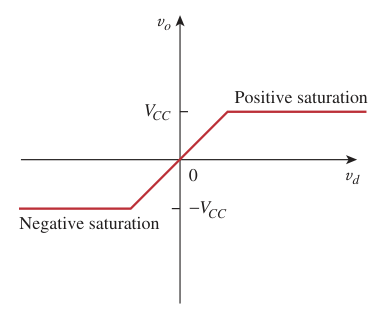 v_o
Positive saturation
V_CC
0
v_d
Negative saturation
−V_CC